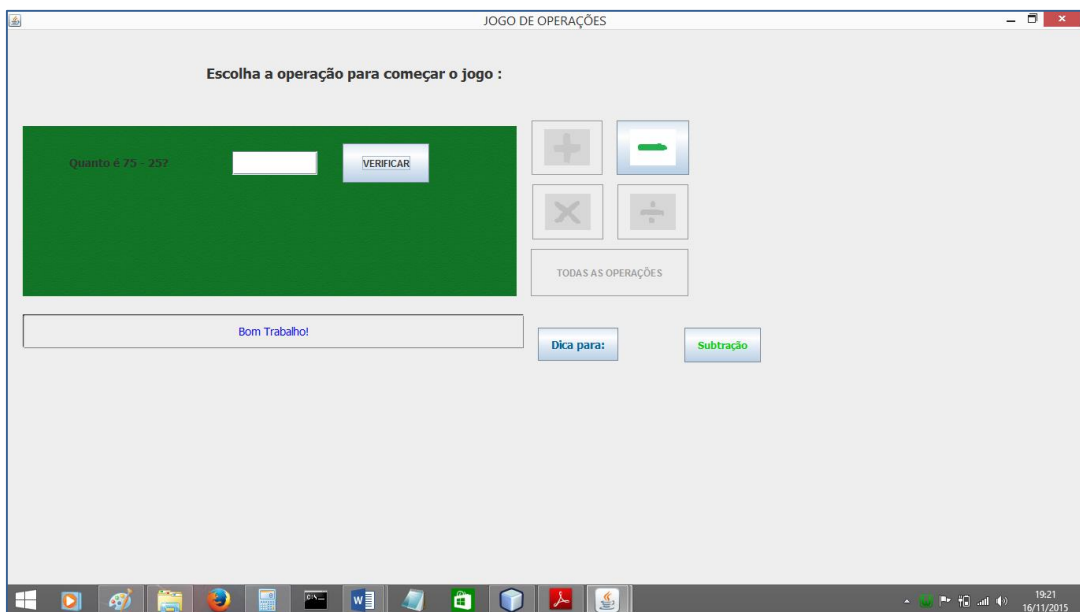 JOGO DE OPERAÇÕES
Escolha a operação para começar o jogo :
Quanto é 75 - 25?
VERIFICAR
TODAS AS OPERAÇÕES
Bom Trabalho!
Dica para:
Subtração
19:21
16/11/2015